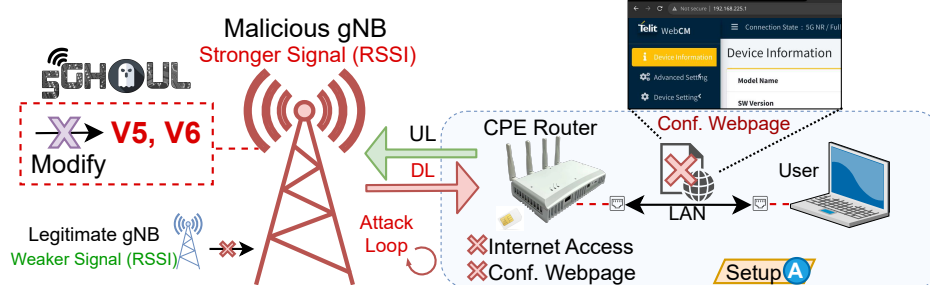 Malicious gNB
Stronger Signal (RSSI)
5GHOUL
V5, V6
Modify
Legitimate gNB
Weaker Signal (RSSI)
UL
DL
Attack
Loop
Not secure | 192.168.225.1
Telit WebCM
Connection State : 5G NR / Full
Device Information
Advanced Setting
Device Setting
Device Information
Model Name
SW Version
CPE Router
Conf. Webpage
User
LAN
Internet Access
Conf. Webpage
Setup A